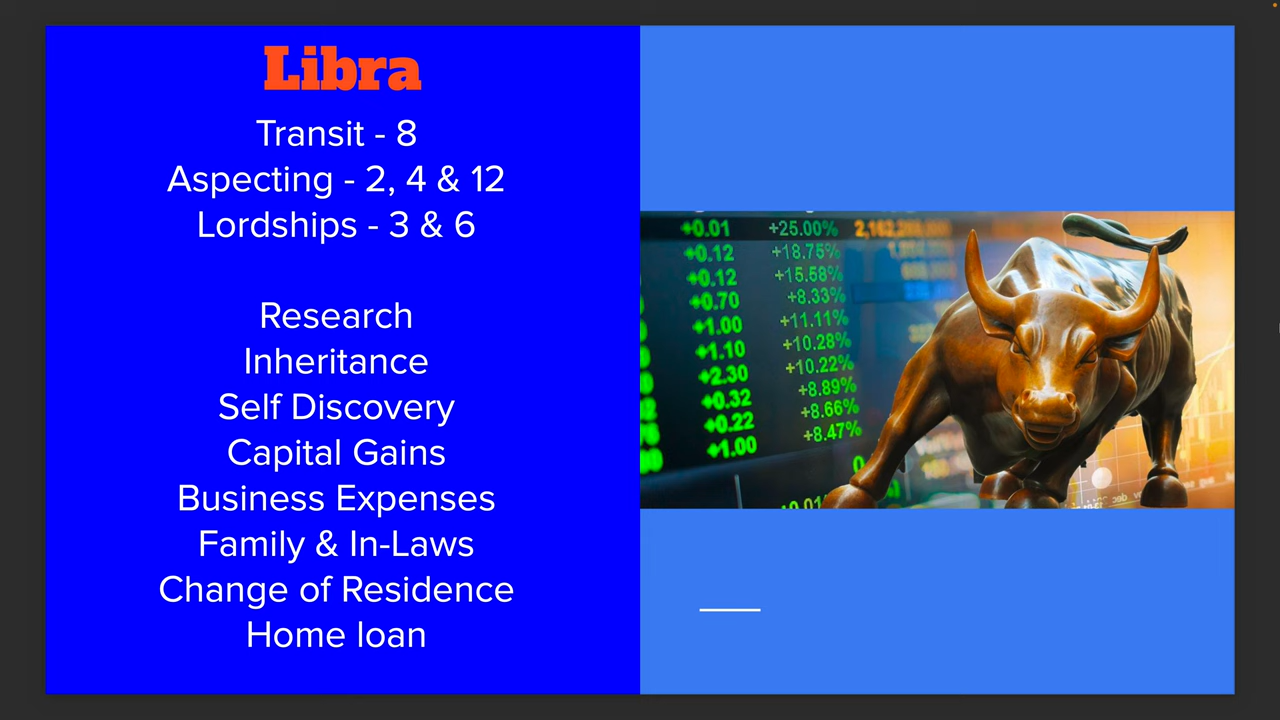 Libra
Transit - 8
Aspecting - 2, 4 & 12
Lordships - 3 & 6
Research
Inheritance
Self Discovery
Capital Gains
Business Expenses
Family & In-Laws
Change of Residence
Home loan
+0.01 +25.00%
+0.12 +18.75%
+0.12 +15.58%
+0.70 +8.33%
+1.00 +11.11%
+1.10 +10.28%
+2.30 +10.22%
+0.32 +8.89%
+0.22 +8.66%
+1.00 +8.47%